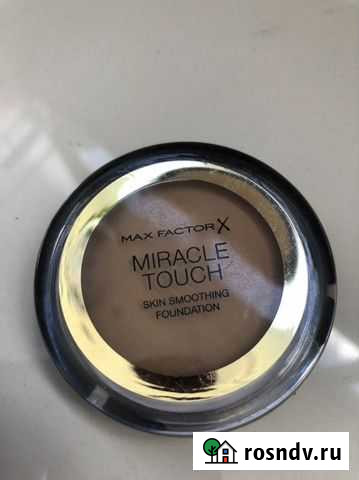 MAX FACTOR X
MIRACLE
TOUCH
SKIN SMOOTHING
FOUNDATION
rosndv.ru